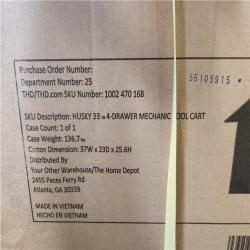 Purchase Order Number:
Department Number: 25
THD/THD.com SKU Number: 1002 470 168
55105915 *
SKU Description: HUSKY 33 in 4-DRAWER MECHANIC TOOL CART
Case Count: 1 of 1
Case Weight: 136.7
Carton Dimension: 37W x 23D x 25.6H
Distributed By
Your Other Warehouse/The Home Depot
2455 Paces Ferry Rd
Atlanta, GA 30339
MADE IN VIETNAM
HECHO EN VIETNAM